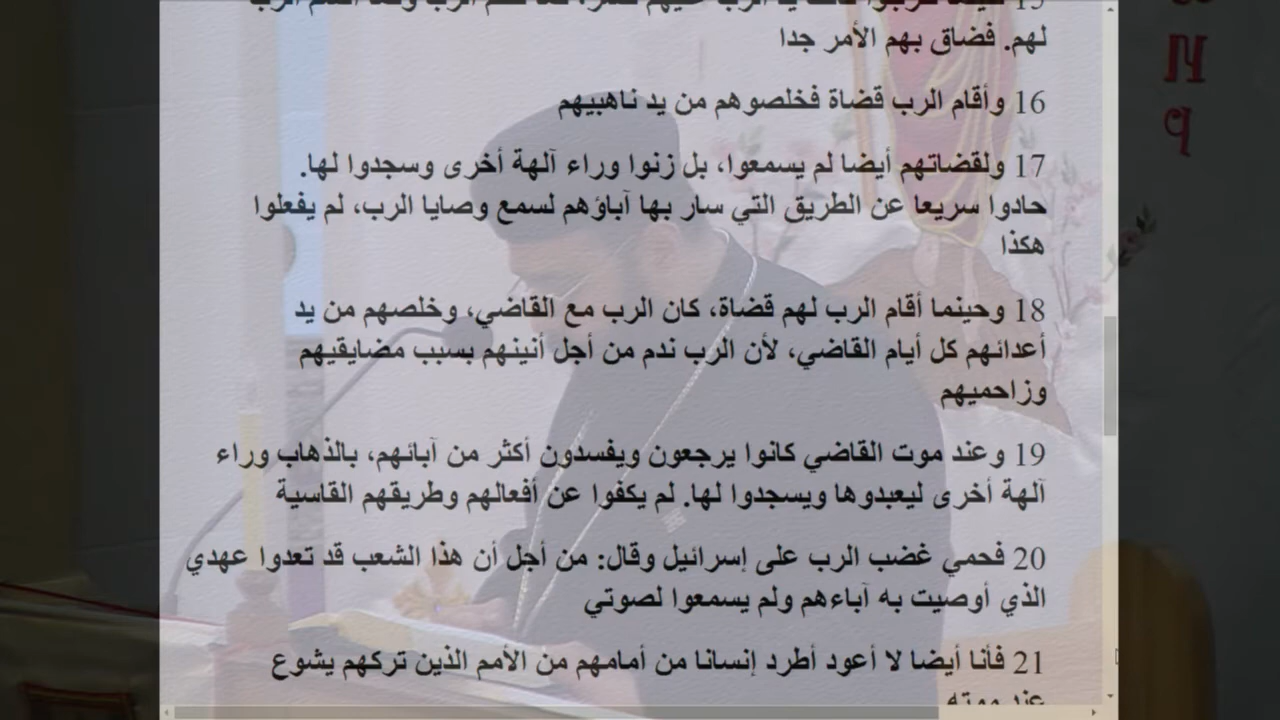 لهم. فضاق بهم الأمر جدا
16 وأقام الرب قضاة فخلصوهم من يد ناهبيهم
17 ولقضاتهم أيضا لم يسمعوا، بل زنوا وراء آلهة أخرى وسجدوا لها.
حادوا سريعا عن الطريق التي سار بها آباؤهم لسمع وصايا الرب، لم يفعلوا
هكذا
18 وحينما أقام الرب لهم قضاة، كان الرب مع القاضي، وخلصهم من يد
أعدائهم كل أيام القاضي، لأن الرب ندم من أجل أنينهم بسبب مضايقيهم
وزاحميهم
19 وعند موت القاضي كانوا يرجعون ويفسدون أكثر من آبائهم، بالذهاب وراء
آلهة أخرى ليعبدوها ويسجدوا لها. لم يكفوا عن أفعالهم وطريقهم القاسية
20 فحمي غضب الرب على إسرائيل وقال: من أجل أن هذا الشعب قد تعدوا عهدي
الذي أوصيت به آباءهم ولم يسمعوا لصوتي
21 فأنا أيضا لا أعود أطرد إنسانا من أمامهم من الأمم الذين تركهم يشوع
عند موته